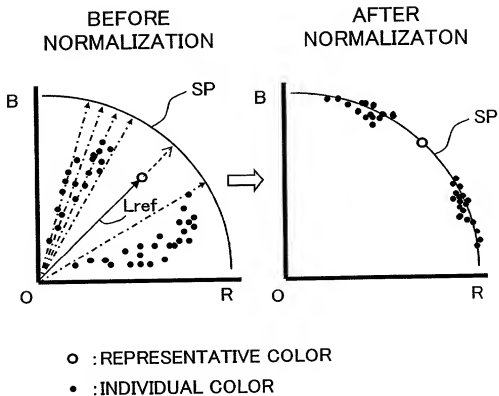 BEFORE
NORMALIZATION
AFTER
NORMALIZATON
B
SP
Lref
O
R
B
SP
O
R
O : REPRESENTATIVE COLOR
● : INDIVIDUAL COLOR